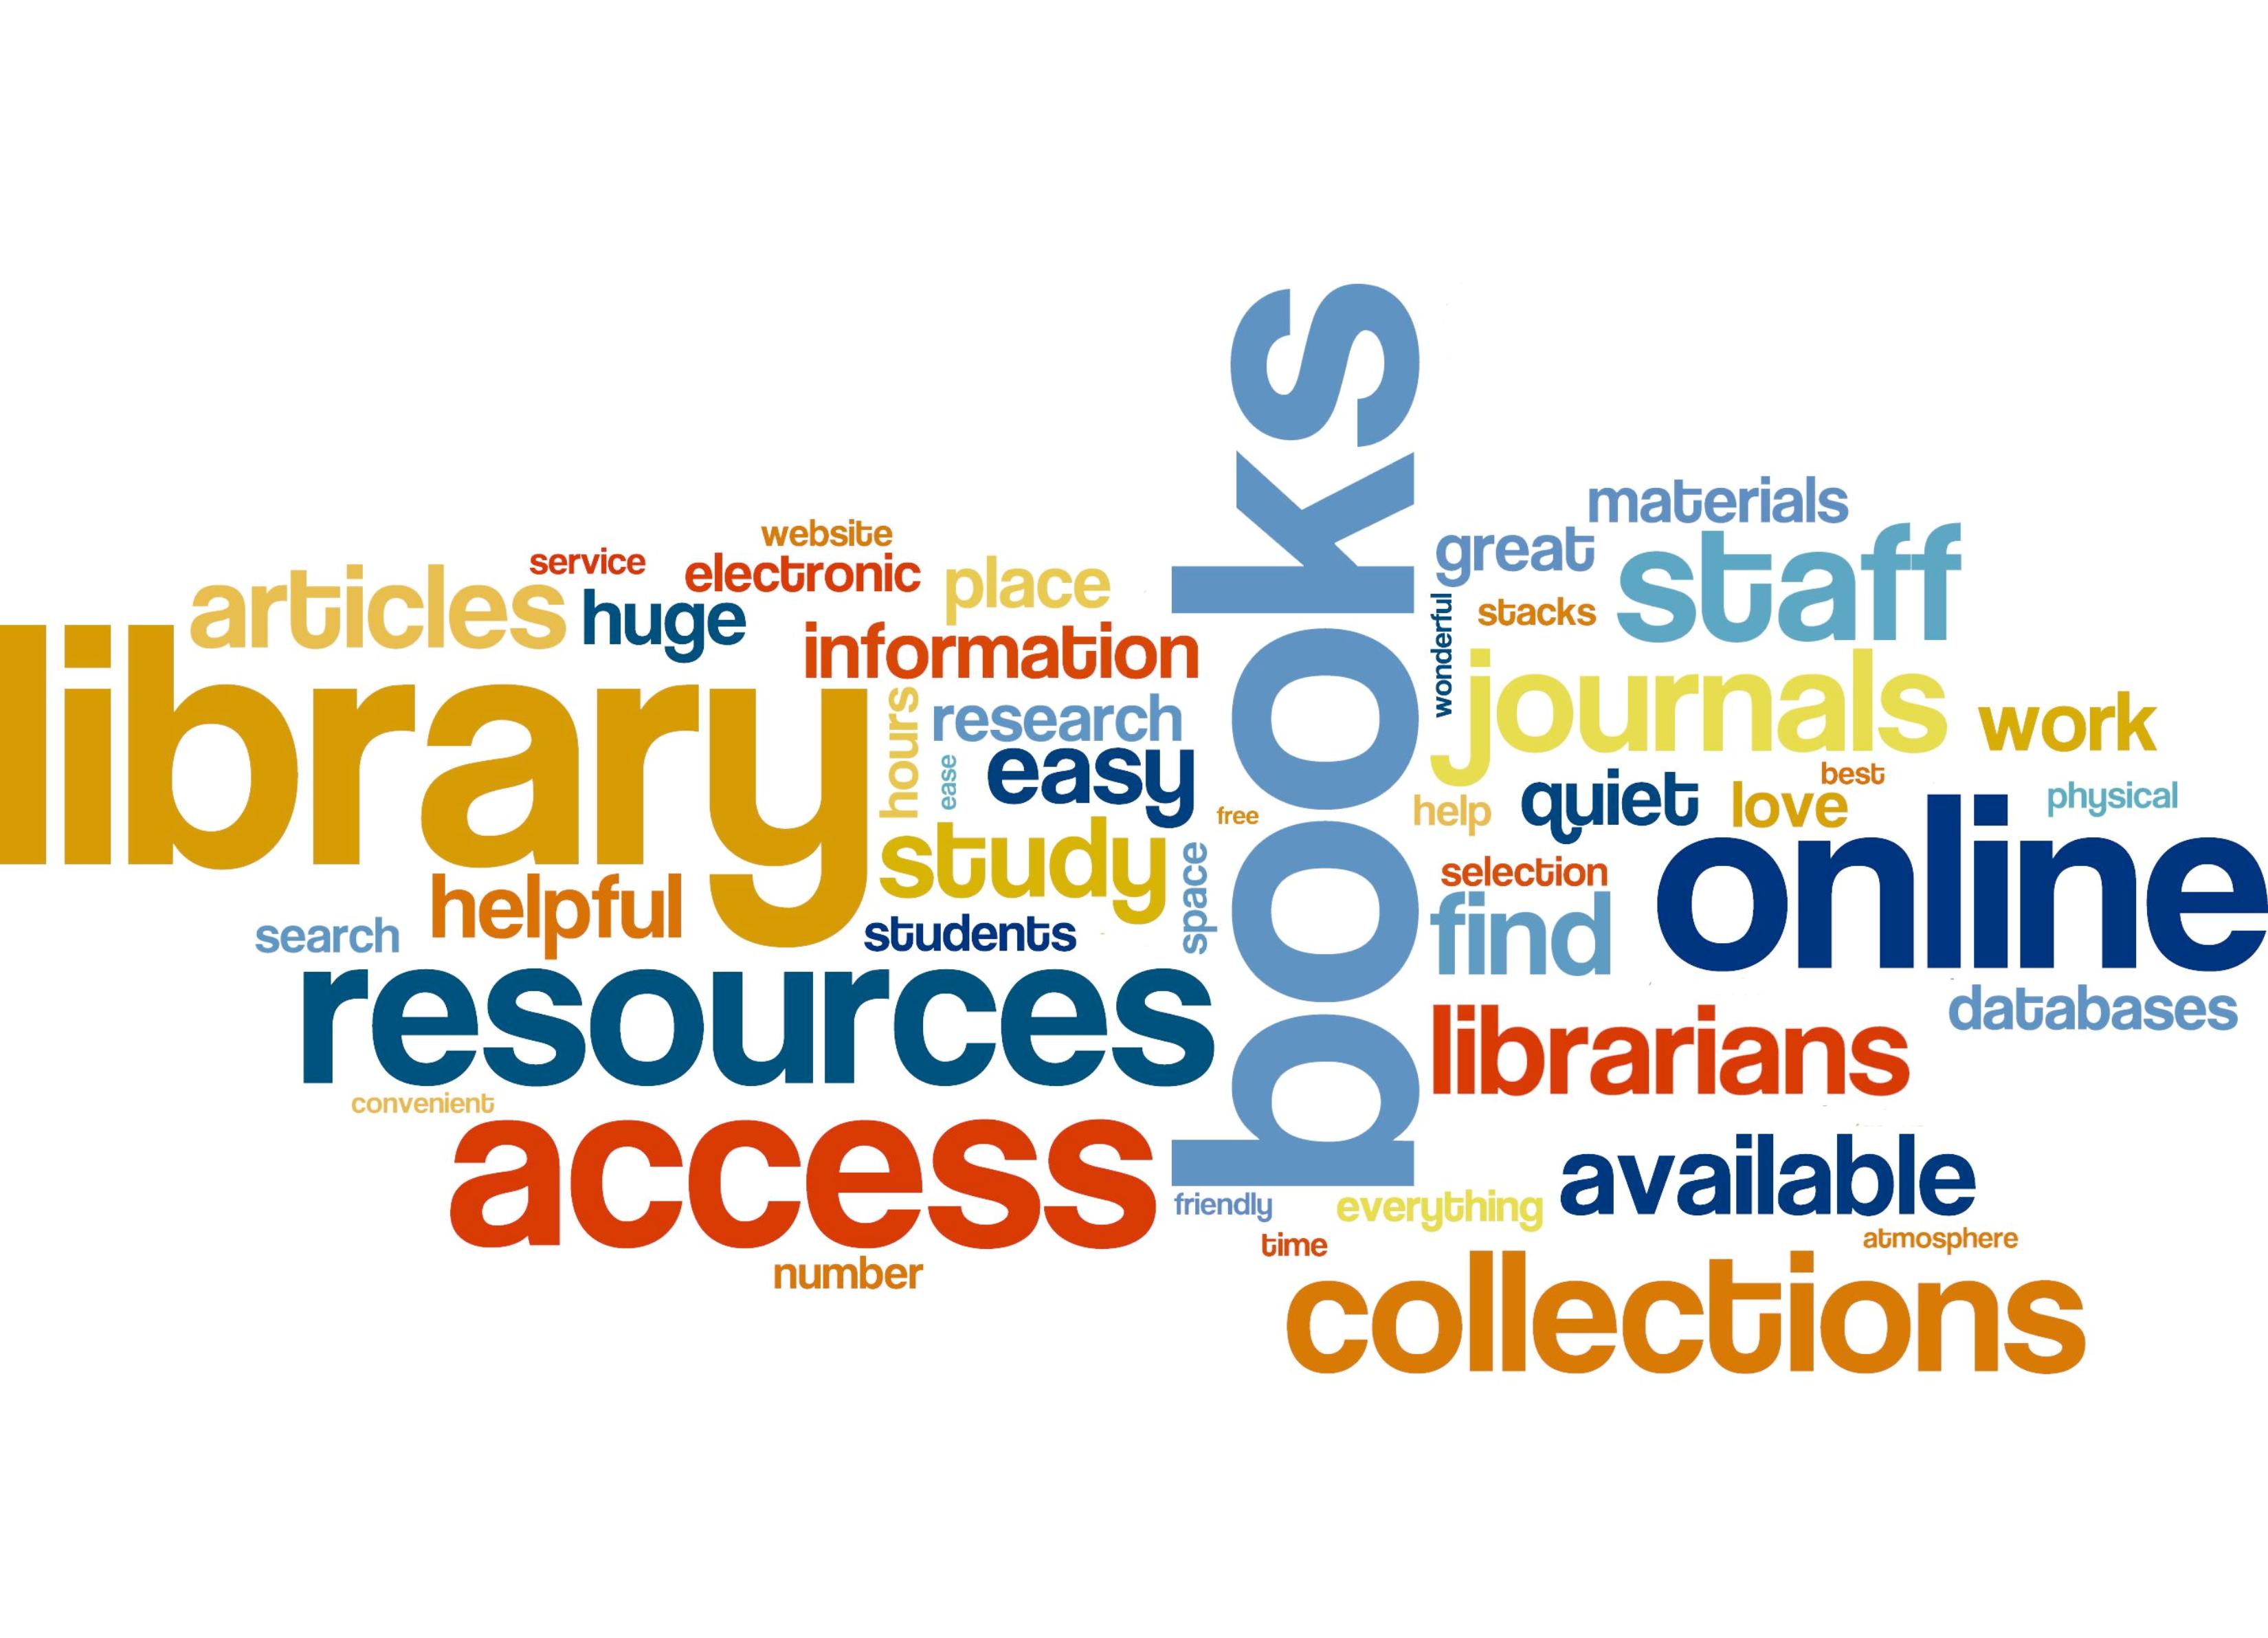 books
materials
website
great
staff
service
electronic
place
articles
huge
stacks
wonderful
information
library
journals
hours
research
work
ease
easy
best
physical
free
help
quiet
love
online
study
space
selection
helpful
find
search
students
resources
databases
librarians
convenient
access
available
friendly
everything
time
atmosphere
number
collections